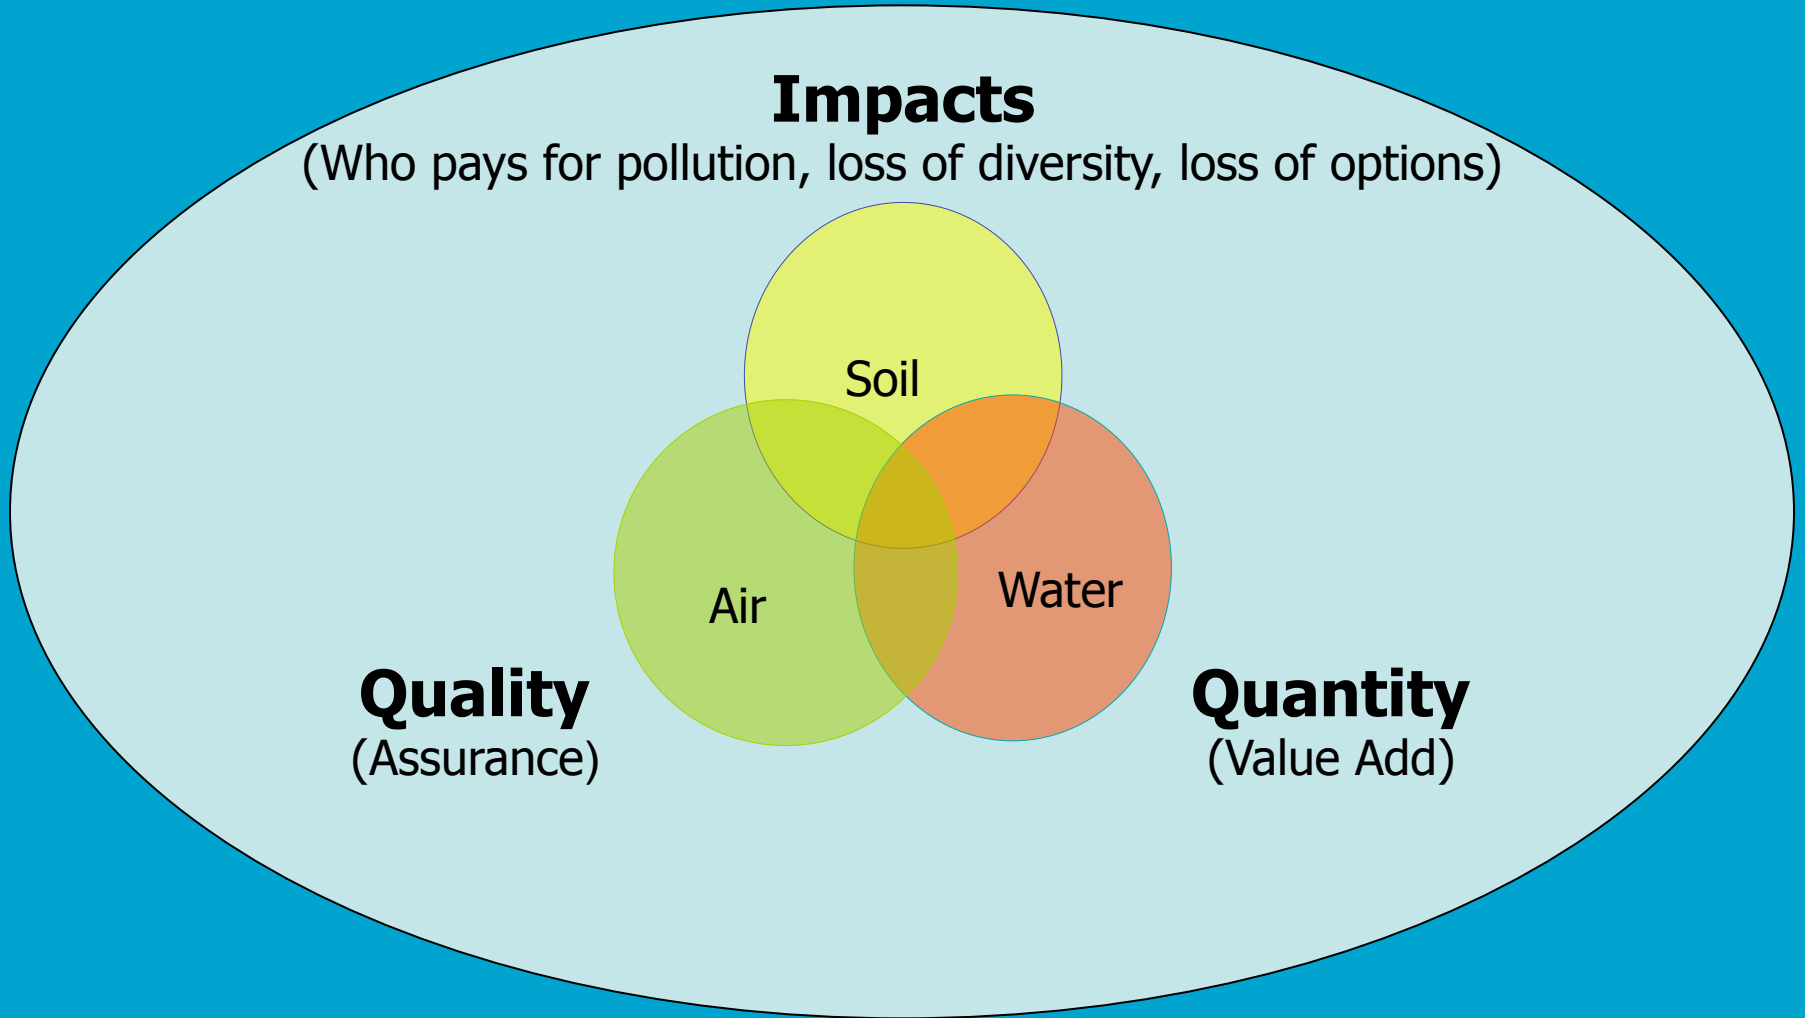 Impacts
(Who pays for pollution, loss of diversity, loss of options)
Soil
Air
Water
Quality
(Assurance)
Quantity
(Value Add)